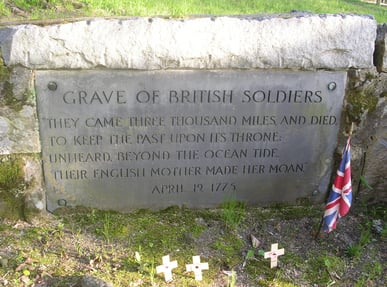 GRAVE OF BRITISH SOLDIERS
"THEY CAME THREE THOUSAND MILES, AND DIED,
TO KEEP THE PAST UPON ITS THRONE:
UNHEARD, BEYOND THE OCEAN TIDE,
THEIR ENGLISH MOTHER MADE HER MOAN."
APRIL 19, 1775